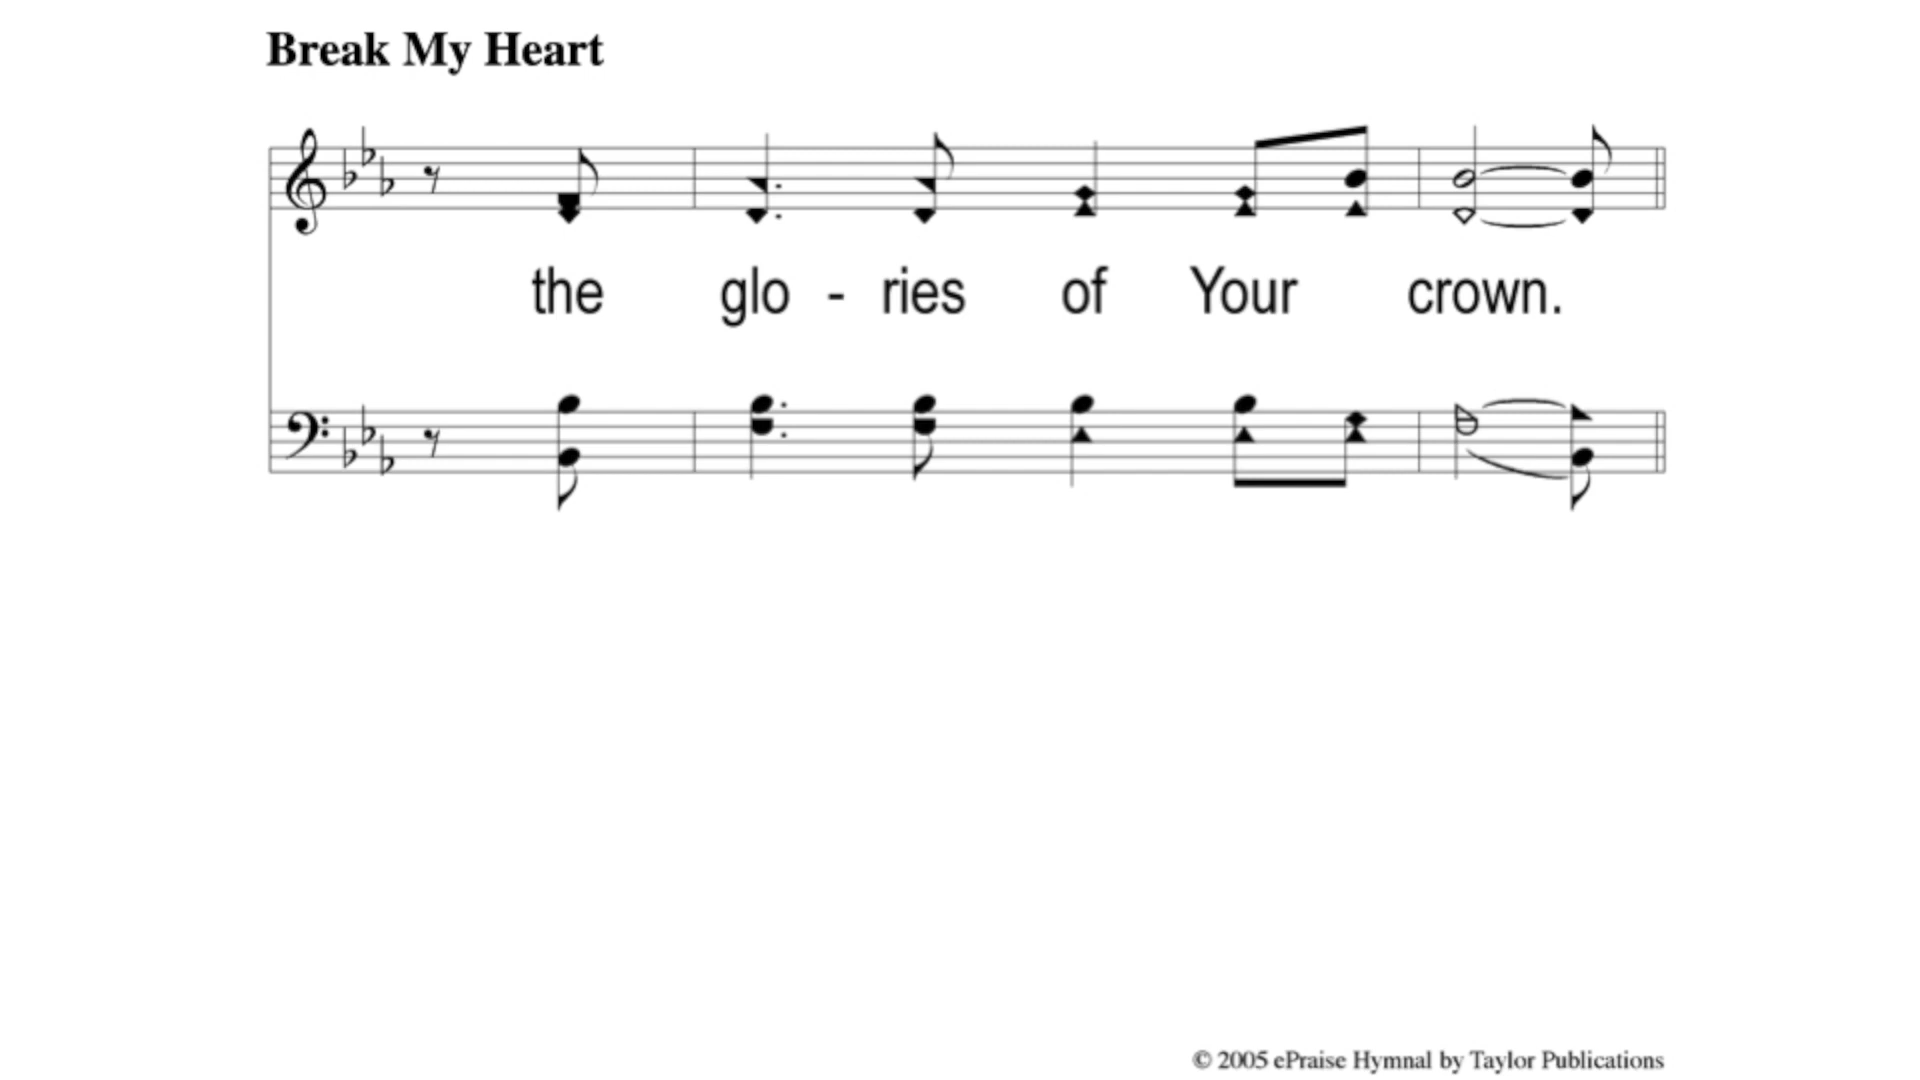 Break My Heart
the glo - ries of Your crown.
© 2005 ePraise Hymnal by Taylor Publications